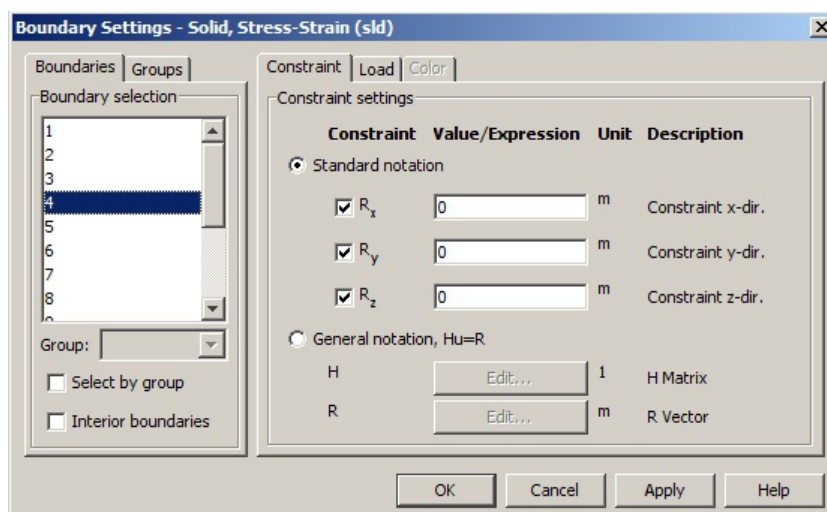 Boundary Settings - Solid, Stress-Strain (sld)
Boundaries Groups
Boundary selection
1
2
3
4
5
6
7
8
Group:
Select by group
Interior boundaries
Constraint Load Color
Constraint settings
Constraint Value/Expression Unit Description
Standard notation
Rx 0 m Constraint x-dir.
Ry 0 m Constraint y-dir.
Rz 0 m Constraint z-dir.
General notation, Hu=R
H Edit... 1 H Matrix
R Edit... m R Vector
OK Cancel Apply Help